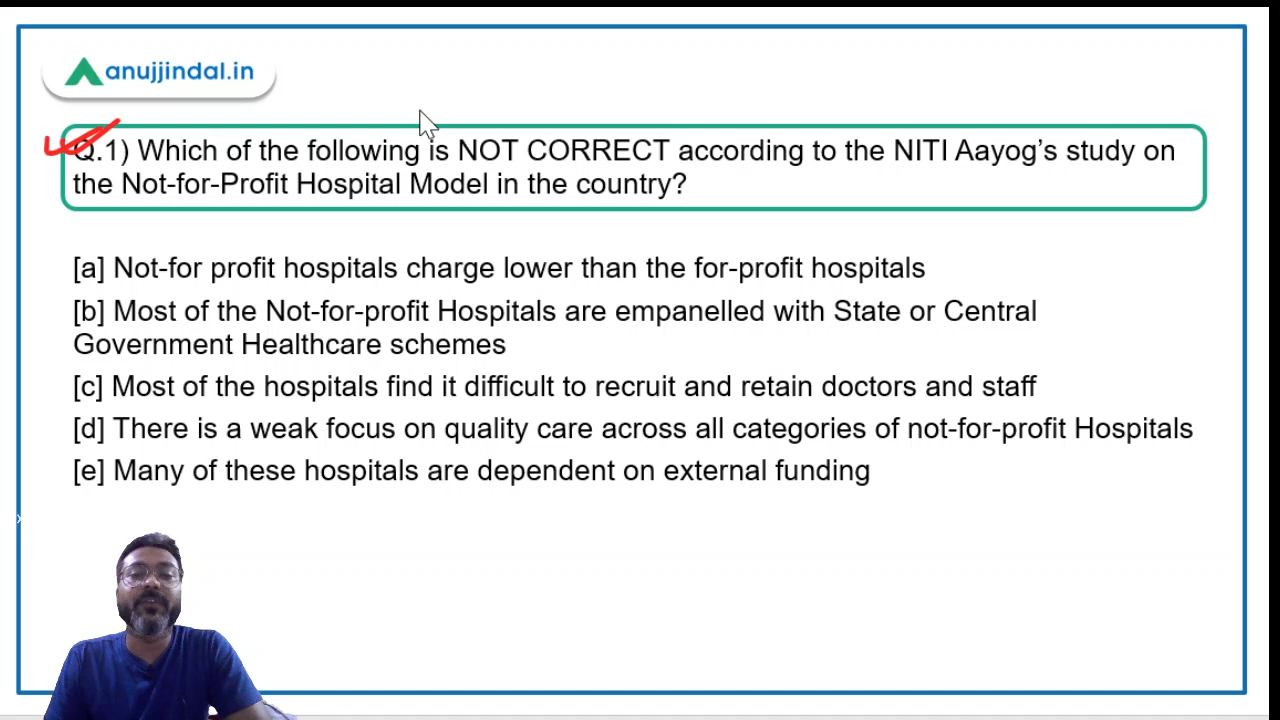 anujjindal.in
Q.1) Which of the following is NOT CORRECT according to the NITI Aayog’s study on
the Not-for-Profit Hospital Model in the country?
[a] Not-for profit hospitals charge lower than the for-profit hospitals
[b] Most of the Not-for-profit Hospitals are empanelled with State or Central
Government Healthcare schemes
[c] Most of the hospitals find it difficult to recruit and retain doctors and staff
[d] There is a weak focus on quality care across all categories of not-for-profit Hospitals
[e] Many of these hospitals are dependent on external funding